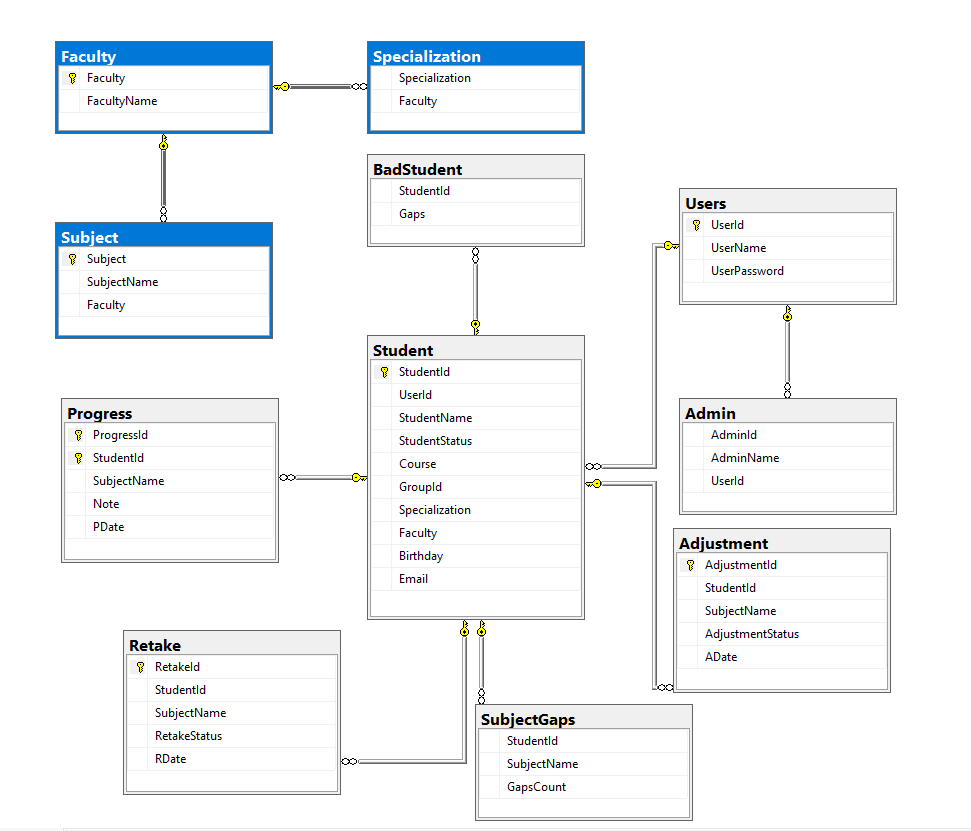 Faculty
Faculty
FacultyName
Specialization
Specialization
Faculty
BadStudent
StudentId
Gaps
Users
UserId
UserName
UserPassword
Subject
Subject
SubjectName
Faculty
Student
StudentId
UserId
StudentName
StudentStatus
Course
GroupId
Specialization
Faculty
Birthday
Email
Progress
ProgressId
StudentId
SubjectName
Note
PDate
Admin
AdminId
AdminName
UserId
Adjustment
AdjustmentId
StudentId
SubjectName
AdjustmentStatus
ADate
Retake
RetakeId
StudentId
SubjectName
RetakeStatus
RDate
SubjectGaps
StudentId
SubjectName
GapsCount